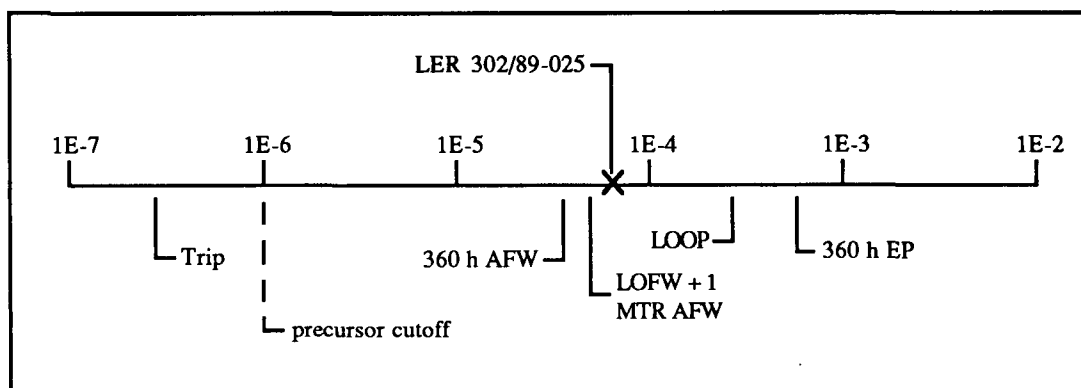 LER 302/89-025
1E-7 1E-6 1E-5 1E-4 1E-3 1E-2
Trip
360 h AFW
LOOP
360 h EP
LOFW + 1
MTR AFW
precursor cutoff